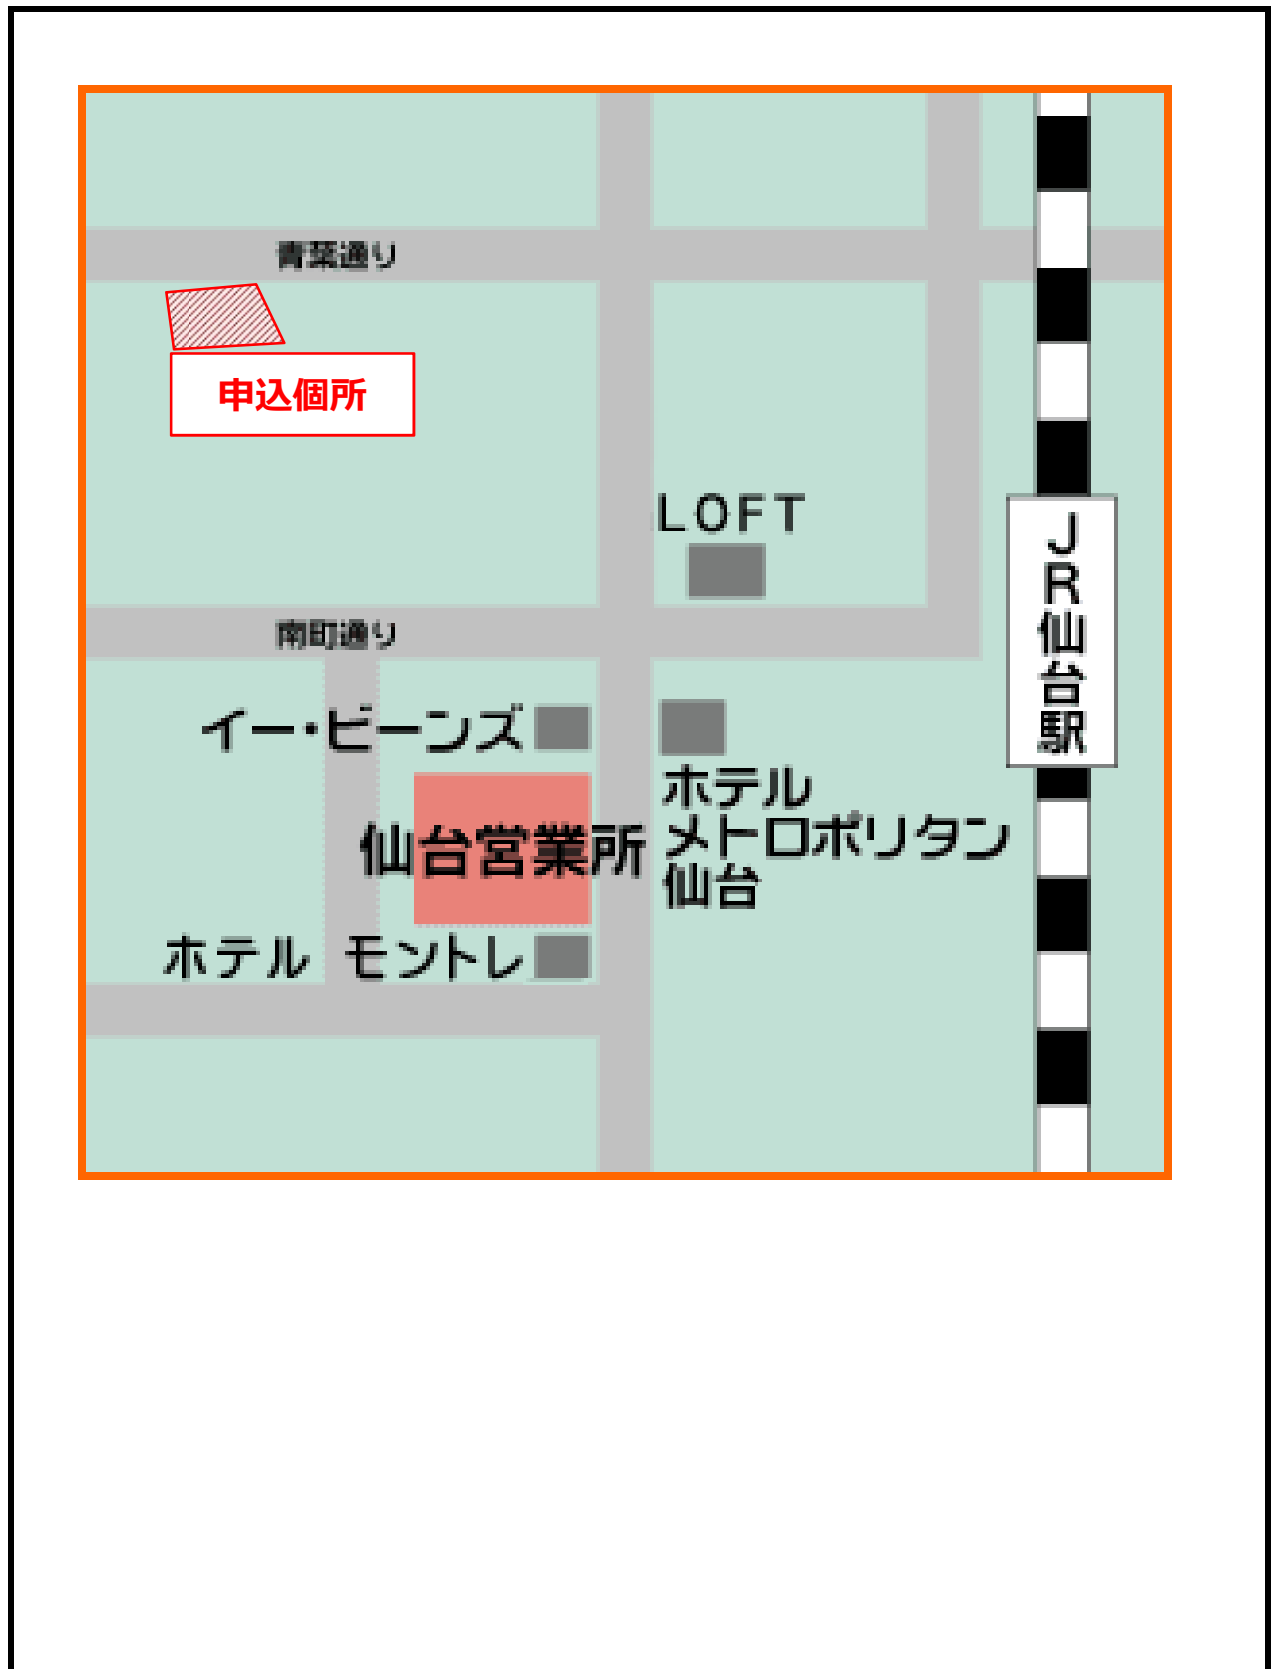 青葉通り
申込個所
LOFT
JR仙台駅
南町通り
イー・ビーンズ
ホテル
メトロポリタン
仙台
仙台営業所
ホテル モントレ